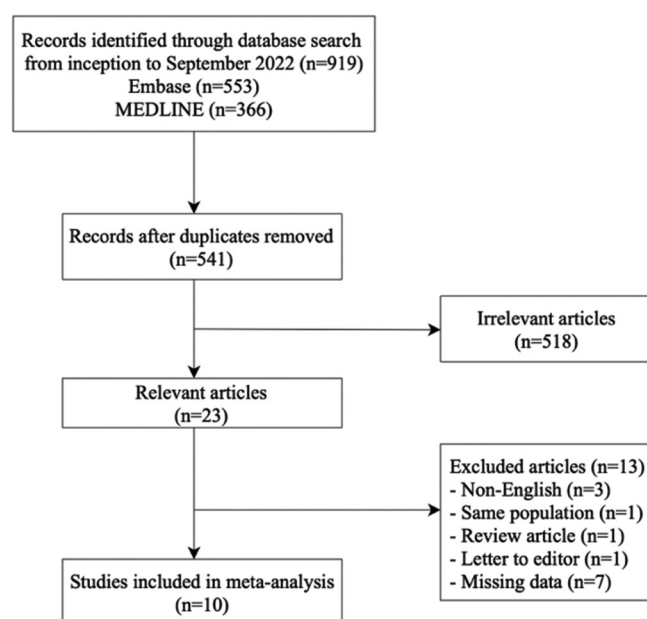 Records identified through database search
from inception to September 2022 (n=919)
Embase (n=553)
MEDLINE (n=366)
Records after duplicates removed
(n=541)
Irrelevant articles
(n=518)
Relevant articles
(n=23)
Excluded articles (n=13)
- Non-English (n=3)
- Same population (n=1)
- Review article (n=1)
- Letter to editor (n=1)
- Missing data (n=7)
Studies included in meta-analysis
(n=10)